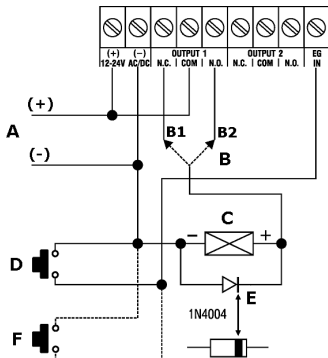 (+) (−) OUTPUT 1 OUTPUT 2 EG
12-24V AC/DC N.C. COM N.O. N.C. COM N.O. IN
(+)
A
B1 B2
B
(−)
C
− +
D
E
1N4004
F